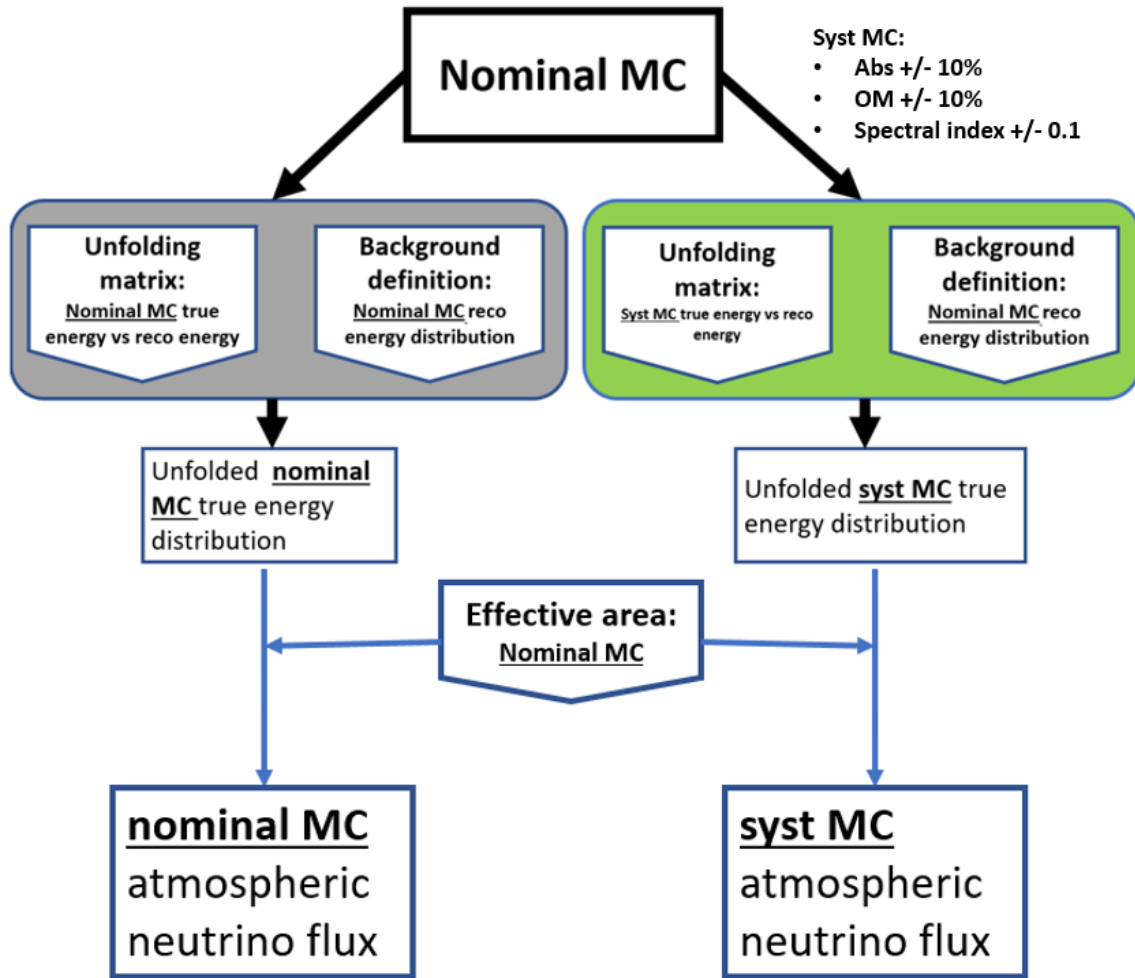 Nominal MC
Syst MC:
• Abs +/- 10%
• OM +/- 10%
• Spectral index +/- 0.1
Unfolding
matrix:
Nominal MC true
energy vs reco energy
Background
definition:
Nominal MC reco
energy distribution
Unfolding
matrix:
Syst MC true energy vs reco
energy
Background
definition:
Nominal MC reco
energy distribution
Unfolded nominal
MC true energy
distribution
Unfolded syst MC true
energy distribution
Effective area:
Nominal MC
nominal MC
atmospheric
neutrino flux
syst MC
atmospheric
neutrino flux